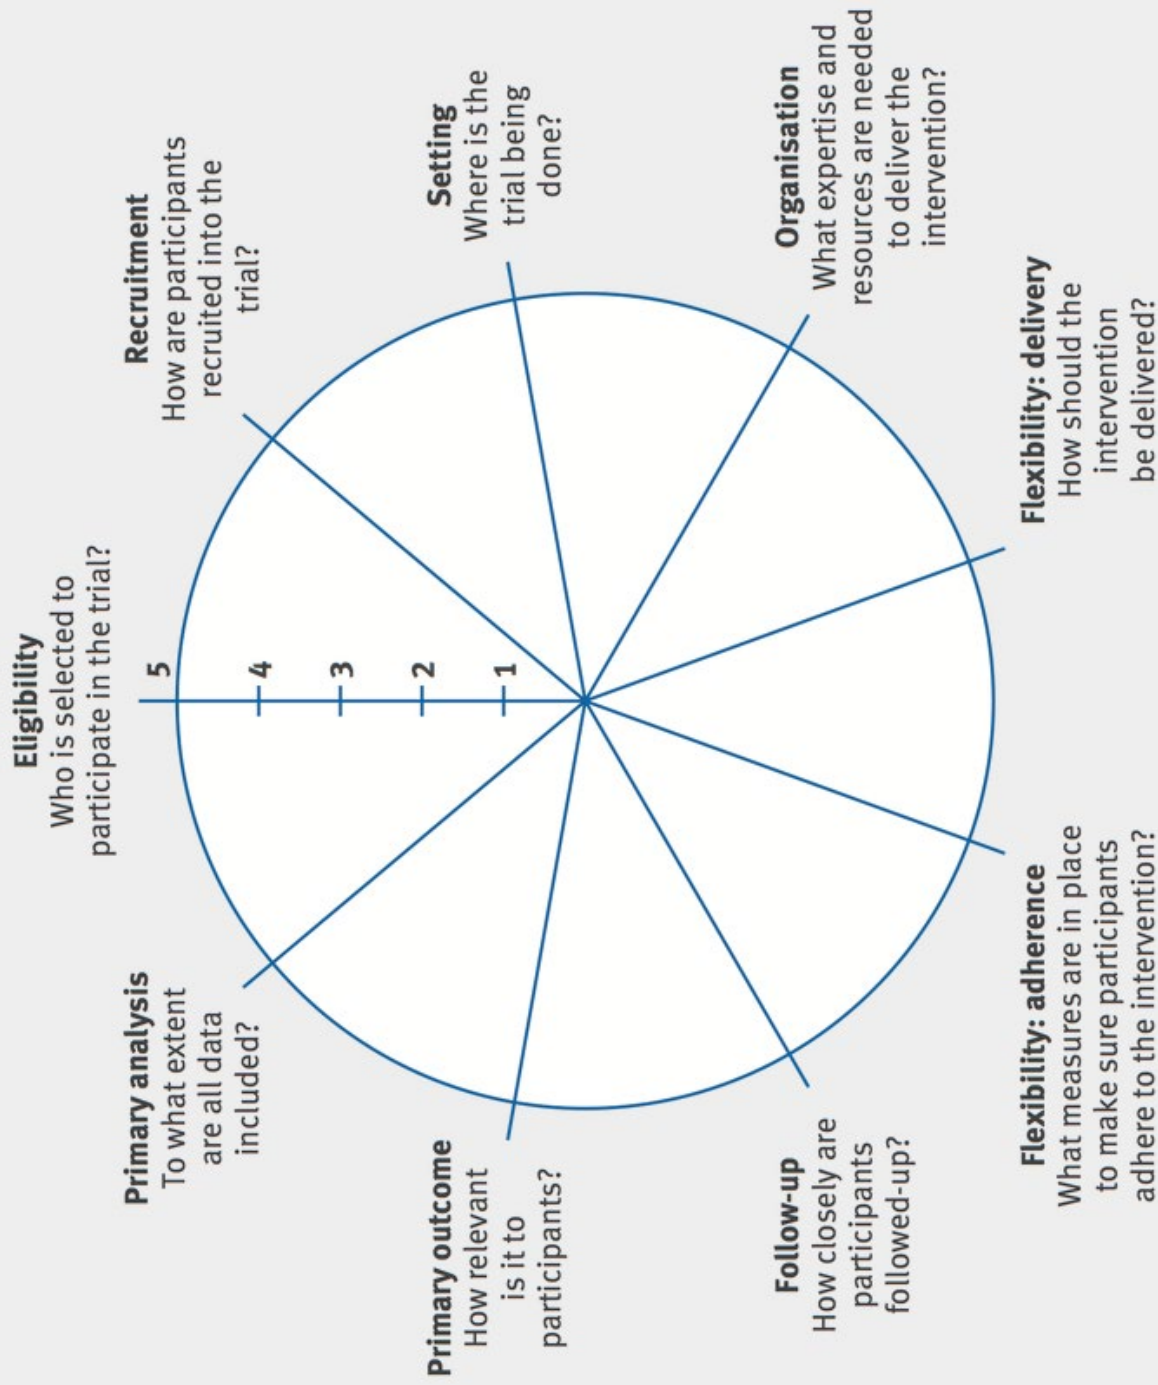 Eligibility
Who is selected to
participate in the trial?
5
4
3
2
1
Recruitment
How are participants
recruited into the
trial?
Setting
Where is the
trial being
done?
Organisation
What expertise and
resources are needed
to deliver the
intervention?
Flexibility: delivery
How should the
intervention
be delivered?
Flexibility: adherence
What measures are in place
to make sure participants
adhere to the intervention?
Follow-up
How closely are
participants
followed-up?
Primary outcome
How relevant
is it to
participants?
Primary analysis
To what extent
are all data
included?